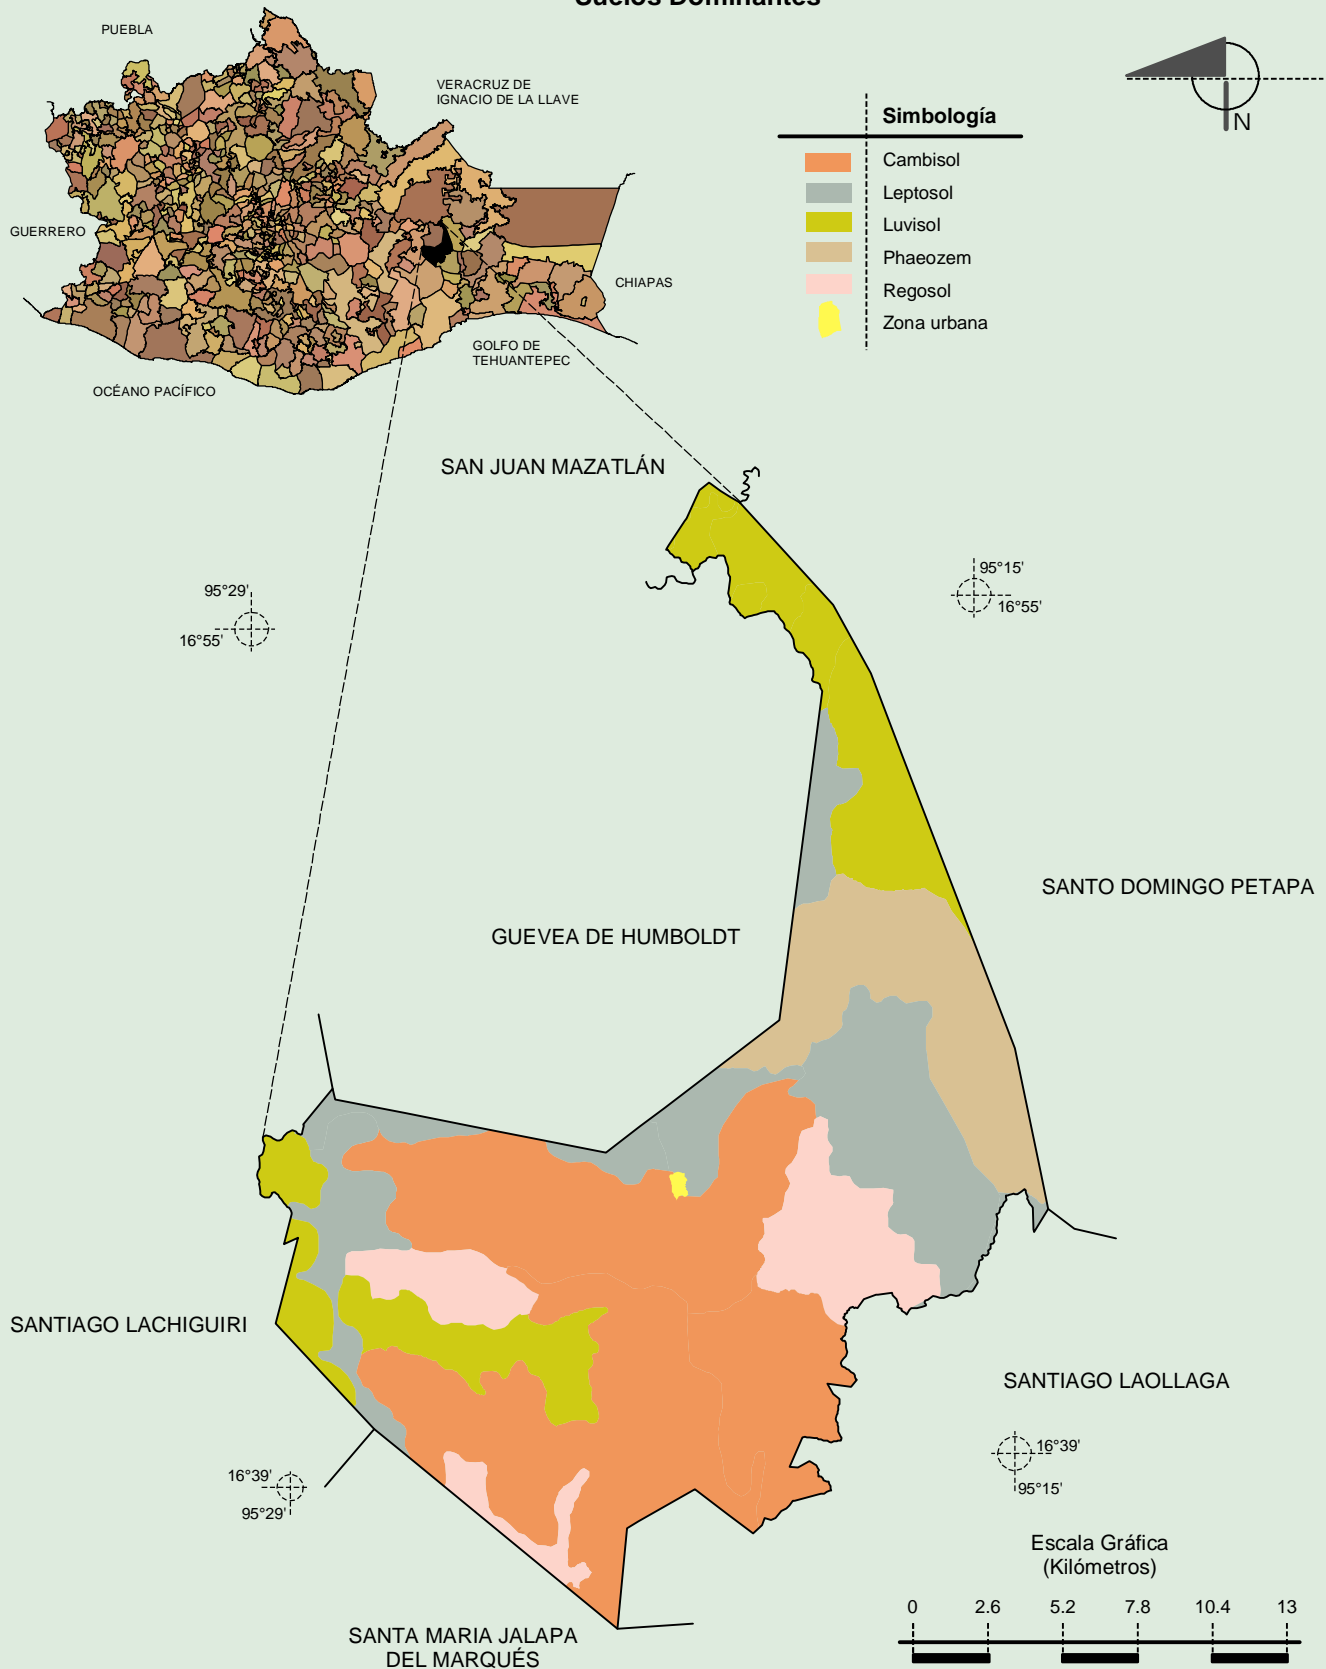 Suelos Dominantes
PUEBLA
VERACRUZ DE
IGNACIO DE LA LLAVE
GUERRERO
CHIAPAS
GOLFO DE
TEHUANTEPEC
OCÉANO PACÍFICO
N
Simbología
Cambisol
Leptosol
Luvisol
Phaeozem
Regosol
Zona urbana
SAN JUAN MAZATLÁN
95°29'
16°55'
95°15'
16°55'
SANTO DOMINGO PETAPA
GUEVEA DE HUMBOLDT
SANTIAGO LACHIGUIRI
SANTIAGO LAOLLAGA
16°39'
95°29'
16°39'
95°15'
SANTA MARIA JALAPA
DEL MARQUÉS
Escala Gráfica
(Kilómetros)
0 2.6 5.2 7.8 10.4 13